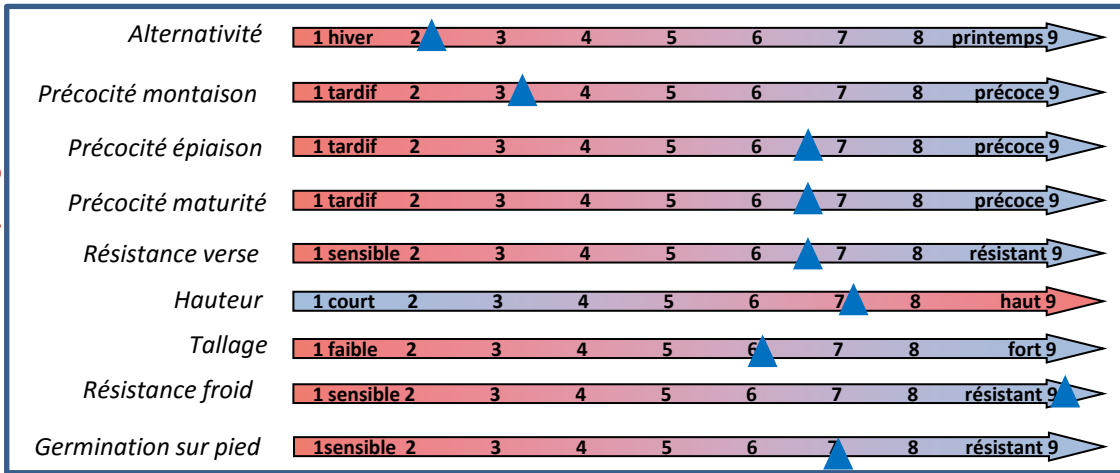 Alternativité 1 hiver 2 3 4 5 6 7 8 printemps 9
Précocité montaison 1 tardif 2 3 4 5 6 7 8 précoce 9
Précocité épiaison 1 tardif 2 3 4 5 6 7 8 précoce 9
Précocité maturité 1 tardif 2 3 4 5 6 7 8 précoce 9
Résistance verse 1 sensible 2 3 4 5 6 7 8 résistant 9
Hauteur 1 court 2 3 4 5 6 7 8 haut 9
Tallage 1 faible 2 3 4 5 6 7 8 fort 9
Résistance froid 1 sensible 2 3 4 5 6 7 8 résistant 9
Germination sur pied 1sensible 2 3 4 5 6 7 8 résistant 9